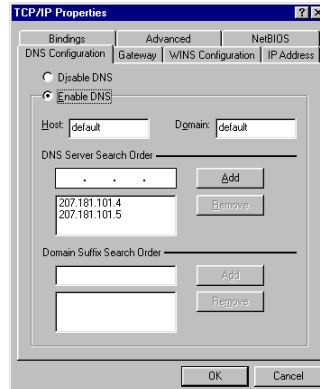 TCP/IP Properties
Bindings Advanced NetBIOS
DNS Configuration Gateway WINS Configuration IP Address
Disable DNS
Enable DNS
Host: default Domain: default
DNS Server Search Order
. . . Add
207.181.101.4 Remove
207.181.101.5
Domain Suffix Search Order
Add
Remove
OK Cancel